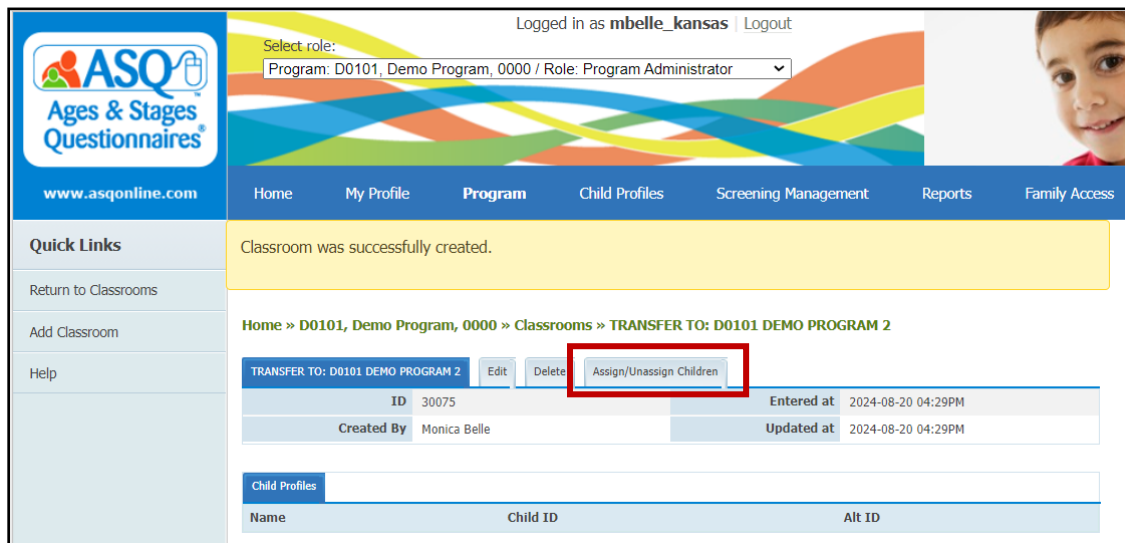 Logged in as mbelle_kansas | Logout
Select role:
Program: D0101, Demo Program, 0000 / Role: Program Administrator
ASQ
Ages & Stages
Questionnaires®
www.asqonline.com
Home My Profile Program Child Profiles Screening Management Reports Family Access
Quick Links
Return to Classrooms
Add Classroom
Help
Classroom was successfully created.
Home » D0101, Demo Program, 0000 » Classrooms » TRANSFER TO: D0101 DEMO PROGRAM 2
TRANSFER TO: D0101 DEMO PROGRAM 2 Edit Delete Assign/Unassign Children
ID 30075 Entered at 2024-08-20 04:29PM
Created By Monica Belle Updated at 2024-08-20 04:29PM
Child Profiles
Name Child ID Alt ID